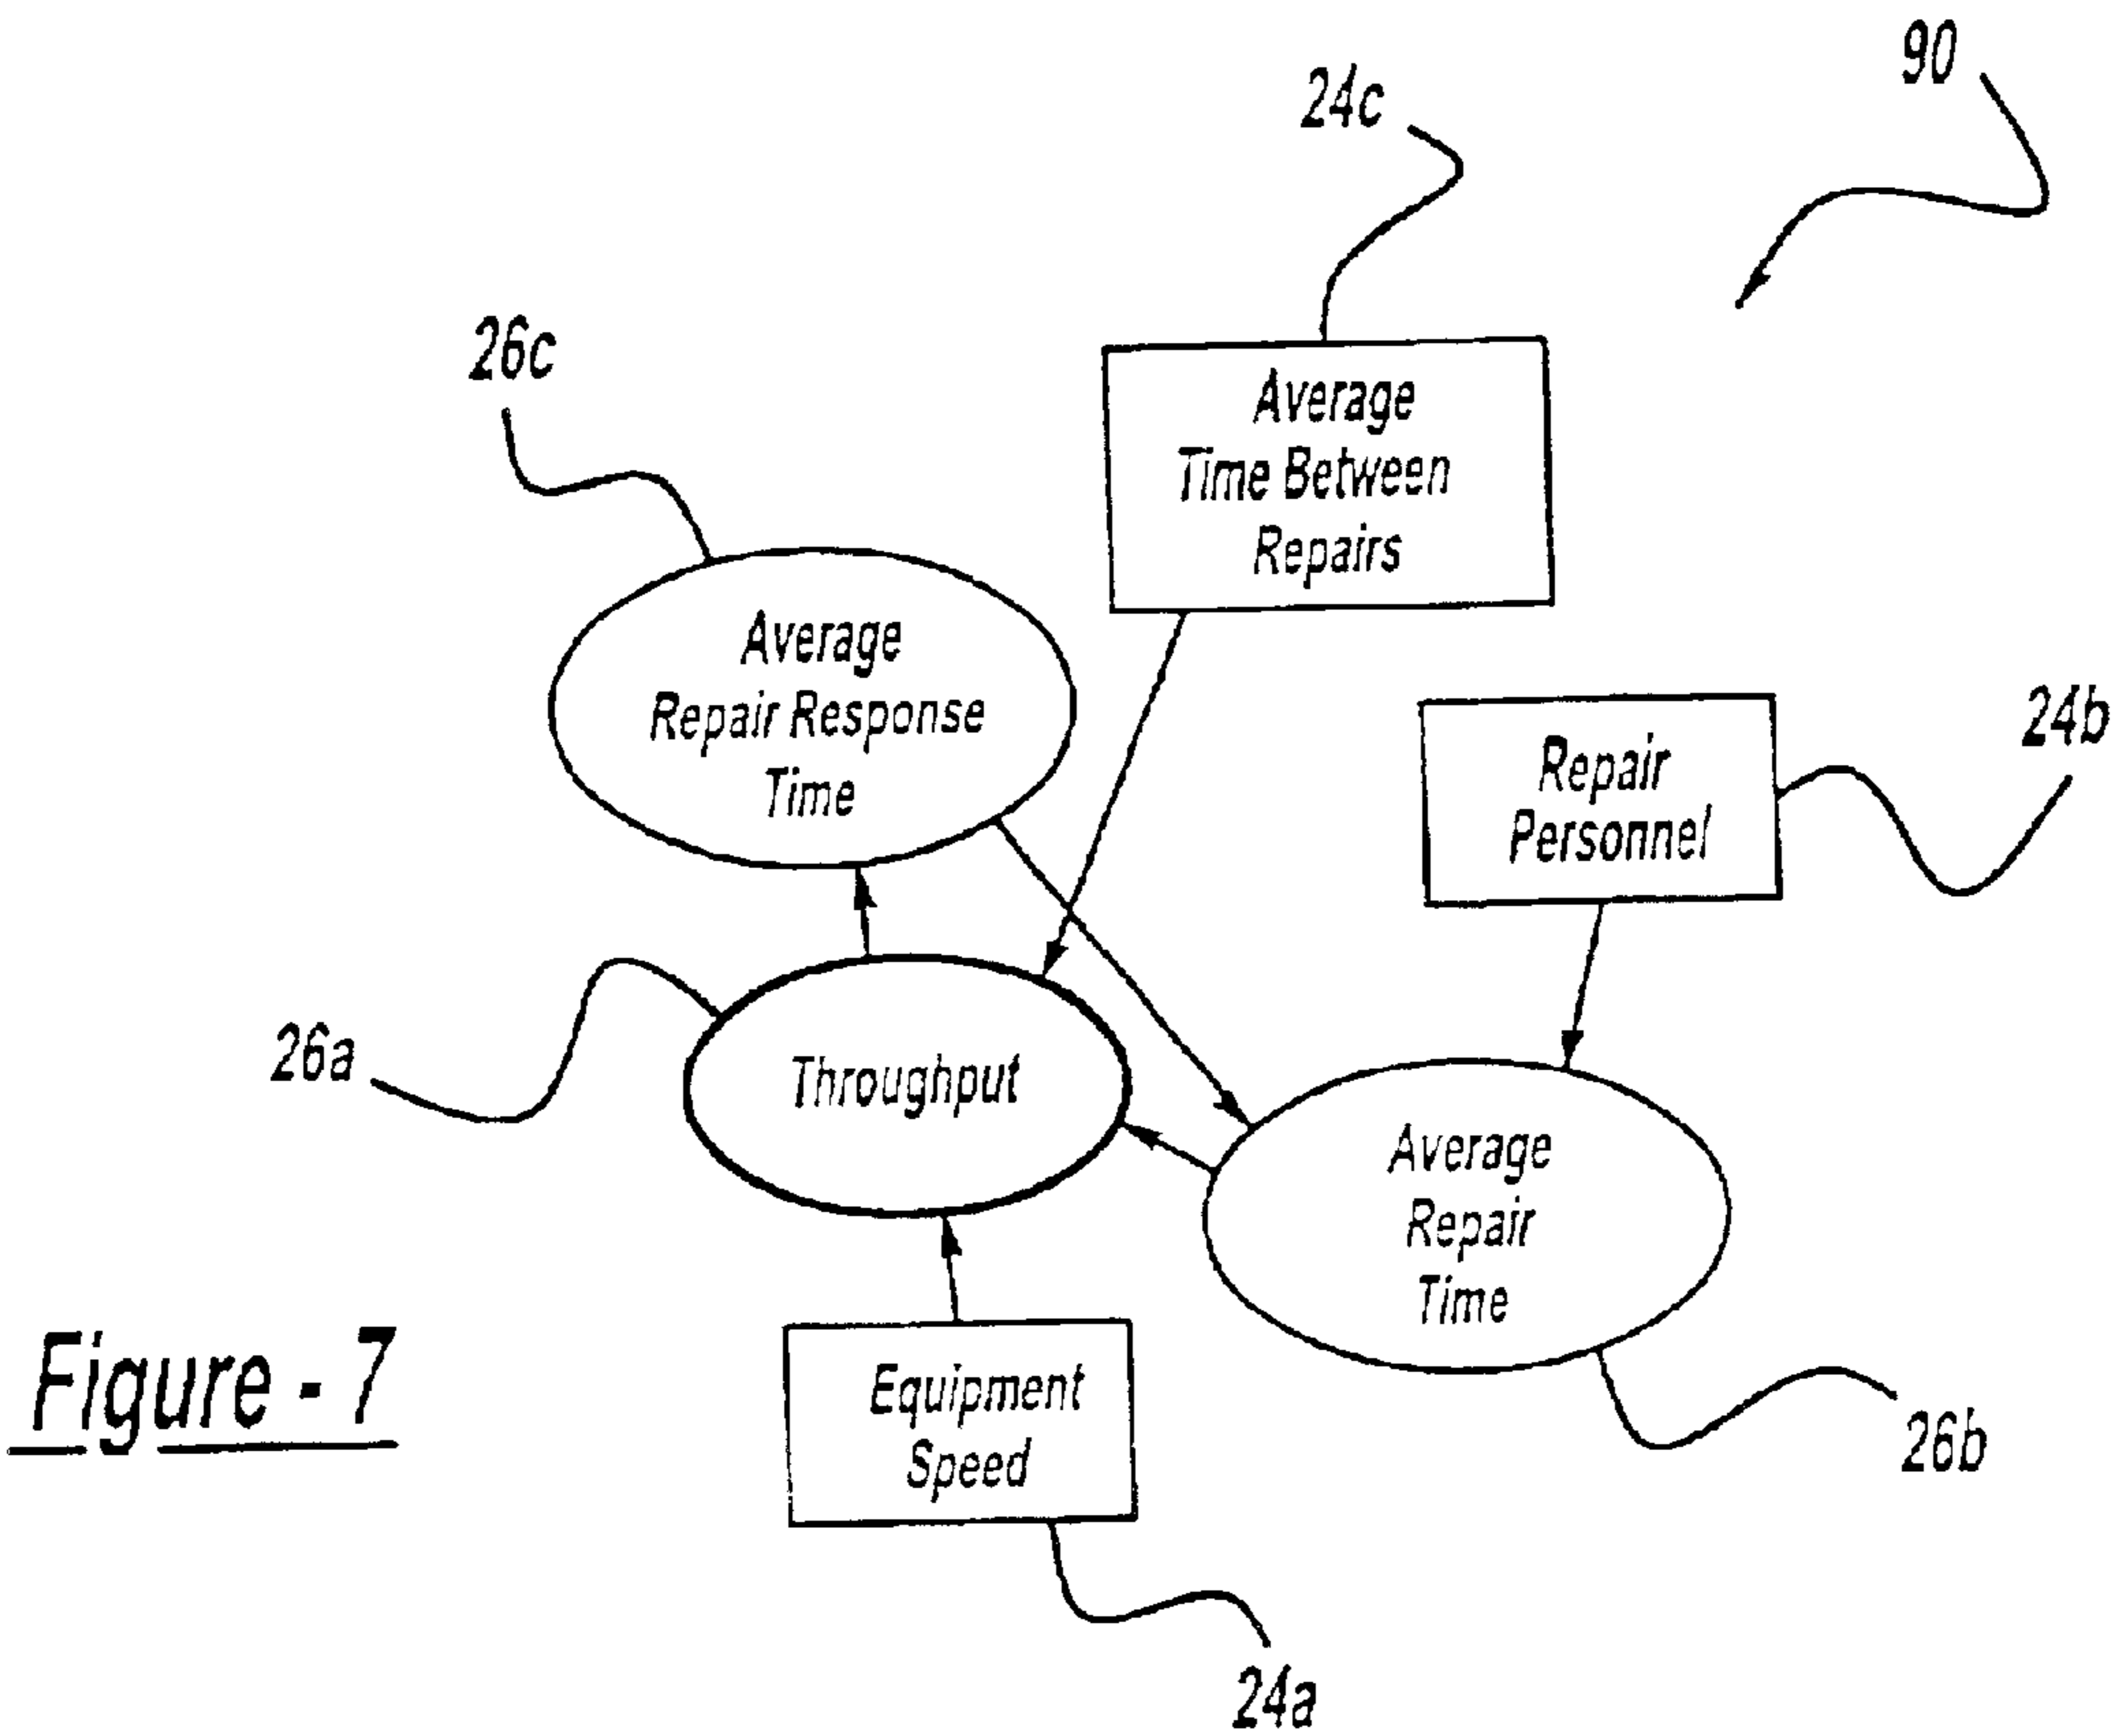 90
24c
26c
Average
Time Between
Repairs
Average
Repair Response
Time
24b
Repair
Personnel
26a
Throughput
Average
Repair
Time
Figure - 7
Equipment
Speed
26b
24a